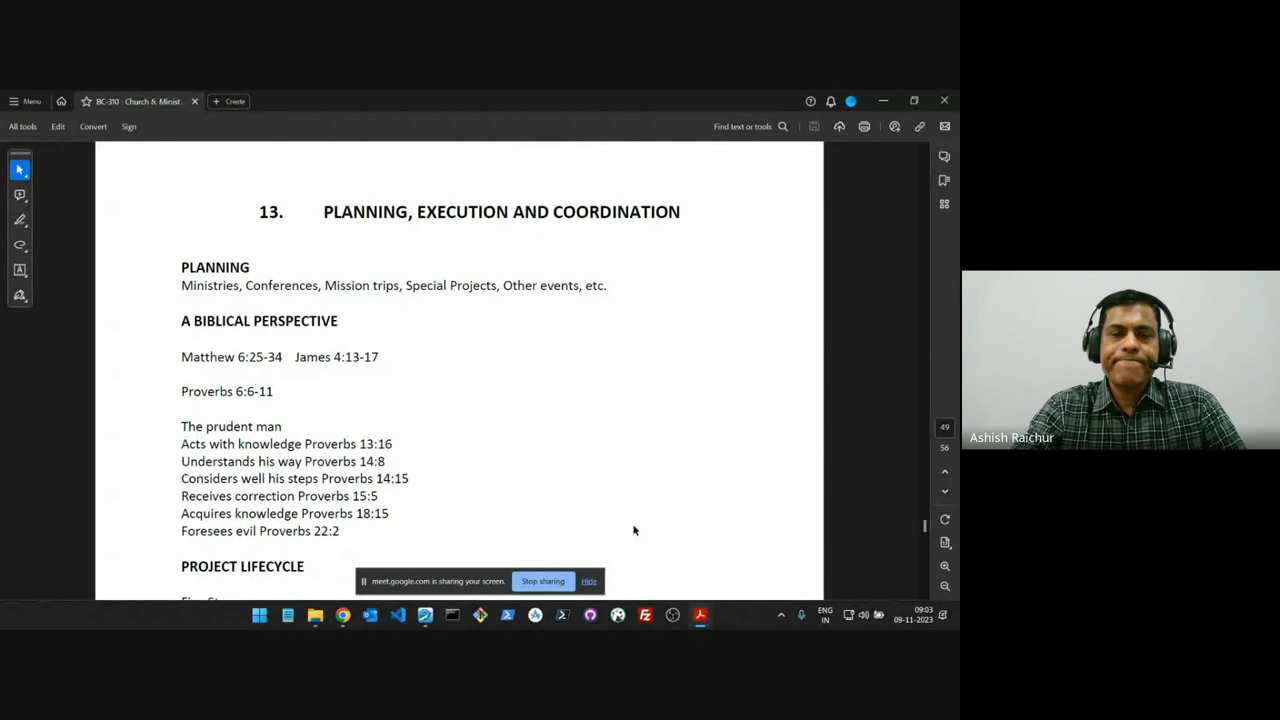 Menu
BC-310 : Church & Minist...
Create
All tools
Edit
Convert
Sign
Find text or tools
13. PLANNING, EXECUTION AND COORDINATION
PLANNING
Ministries, Conferences, Mission trips, Special Projects, Other events, etc.
A BIBLICAL PERSPECTIVE
Matthew 6:25-34 James 4:13-17
Proverbs 6:6-11
The prudent man
Acts with knowledge Proverbs 13:16
Understands his way Proverbs 14:8
Considers well his steps Proverbs 14:15
Receives correction Proverbs 15:5
Acquires knowledge Proverbs 18:15
Foresees evil Proverbs 22:2
PROJECT LIFECYCLE
49
56
meet.google.com is sharing your screen.
Stop sharing
Hide
ENG
IN
09:03
09-11-2023
Ashish Raichur